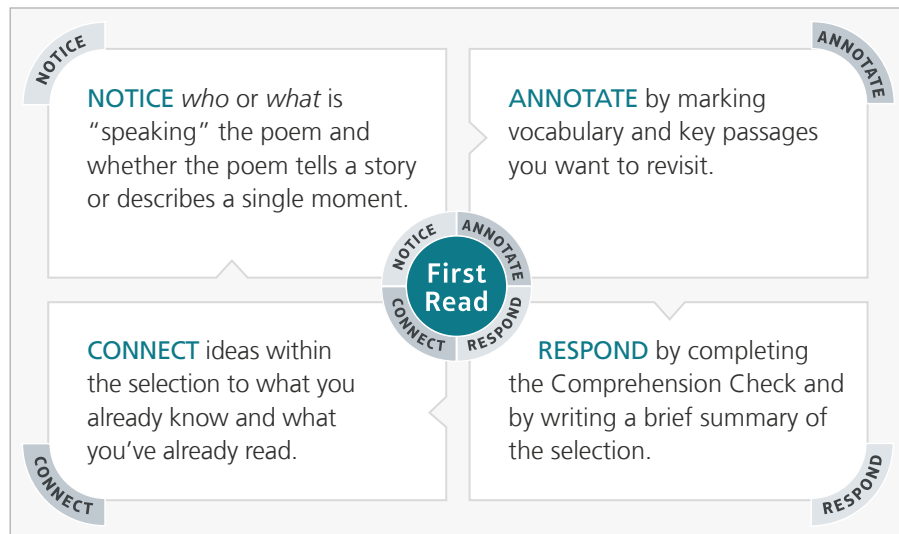 NOTICE
NOTICE who or what is
“speaking” the poem and
whether the poem tells a story
or describes a single moment.
ANNOTATE
ANNOTATE by marking
vocabulary and key passages
you want to revisit.
NOTICE
ANNOTATE
First
Read
CONNECT
RESPOND
CONNECT ideas within
the selection to what you
already know and what
you’ve already read.
CONNECT
RESPOND by completing
the Comprehension Check and
by writing a brief summary of
the selection.
RESPOND